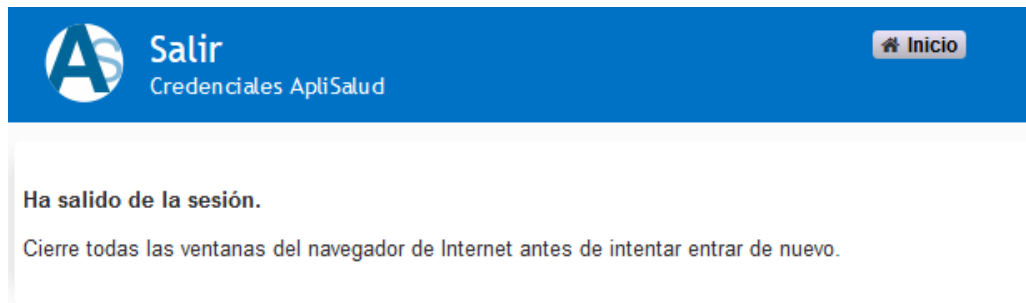 AS
Salir
Credenciales ApliSalud
Inicio
Ha salido de la sesión.
Cierre todas las ventanas del navegador de Internet antes de intentar entrar de nuevo.